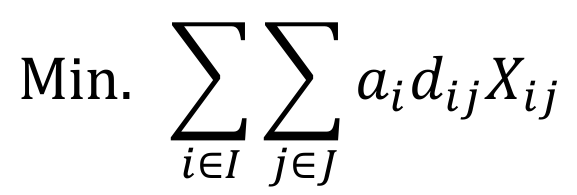 Min. ∑_{i∈I} ∑_{j∈J} a_i d_{ij} X_{ij}